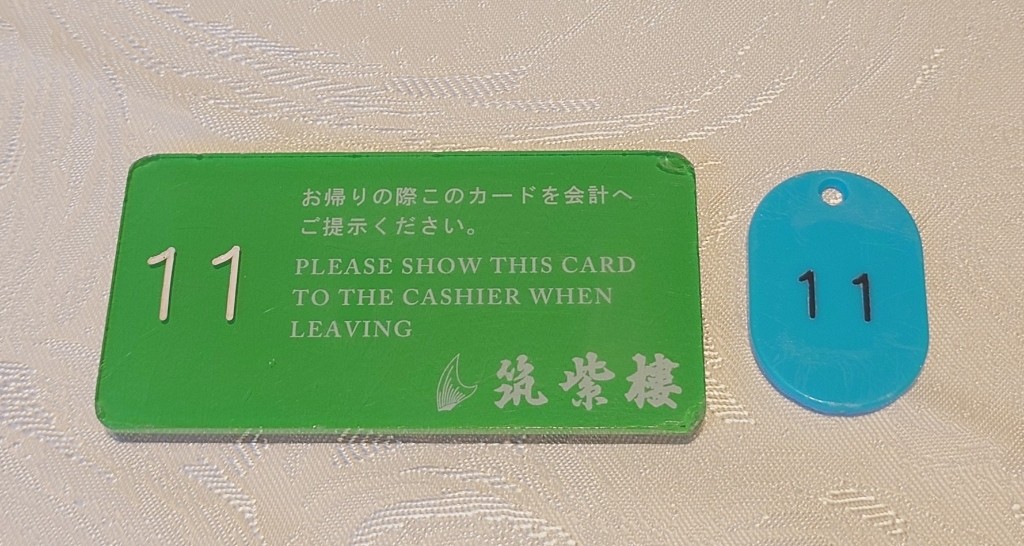 11
お帰りの際このカードを会計へ
ご提示ください。
PLEASE SHOW THIS CARD
TO THE CASHIER WHEN
LEAVING
筑紫樓
11